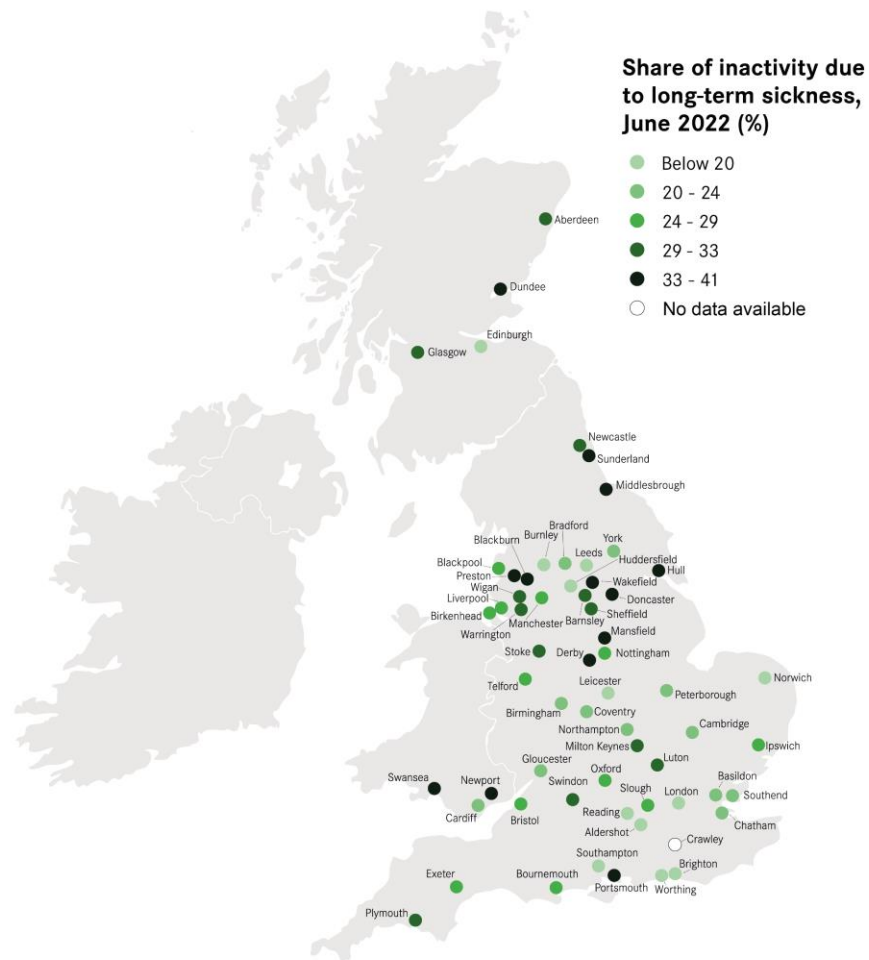 Share of inactivity due
to long-term sickness,
June 2022 (%)
Below 20
20 - 24
24 - 29
29 - 33
33 - 41
No data available
Aberdeen
Dundee
Edinburgh
Glasgow
Newcastle
Sunderland
Middlesbrough
Bradford
Burnley
York
Blackburn
Leeds
Huddersfield
Blackpool
Hull
Preston
Wakefield
Wigan
Doncaster
Liverpool
Sheffield
Birkenhead
Manchester
Barnsley
Warrington
Mansfield
Stoke
Derby
Nottingham
Leicester
Norwich
Telford
Peterborough
Birmingham
Coventry
Northampton
Cambridge
Milton Keynes
Ipswich
Gloucester
Luton
Swansea
Newport
Swindon
Oxford
Basildon
Slough
London
Southend
Cardiff
Bristol
Reading
Chatham
Aldershot
Crawley
Southampton
Brighton
Exeter
Bournemouth
Portsmouth
Worthing
Plymouth